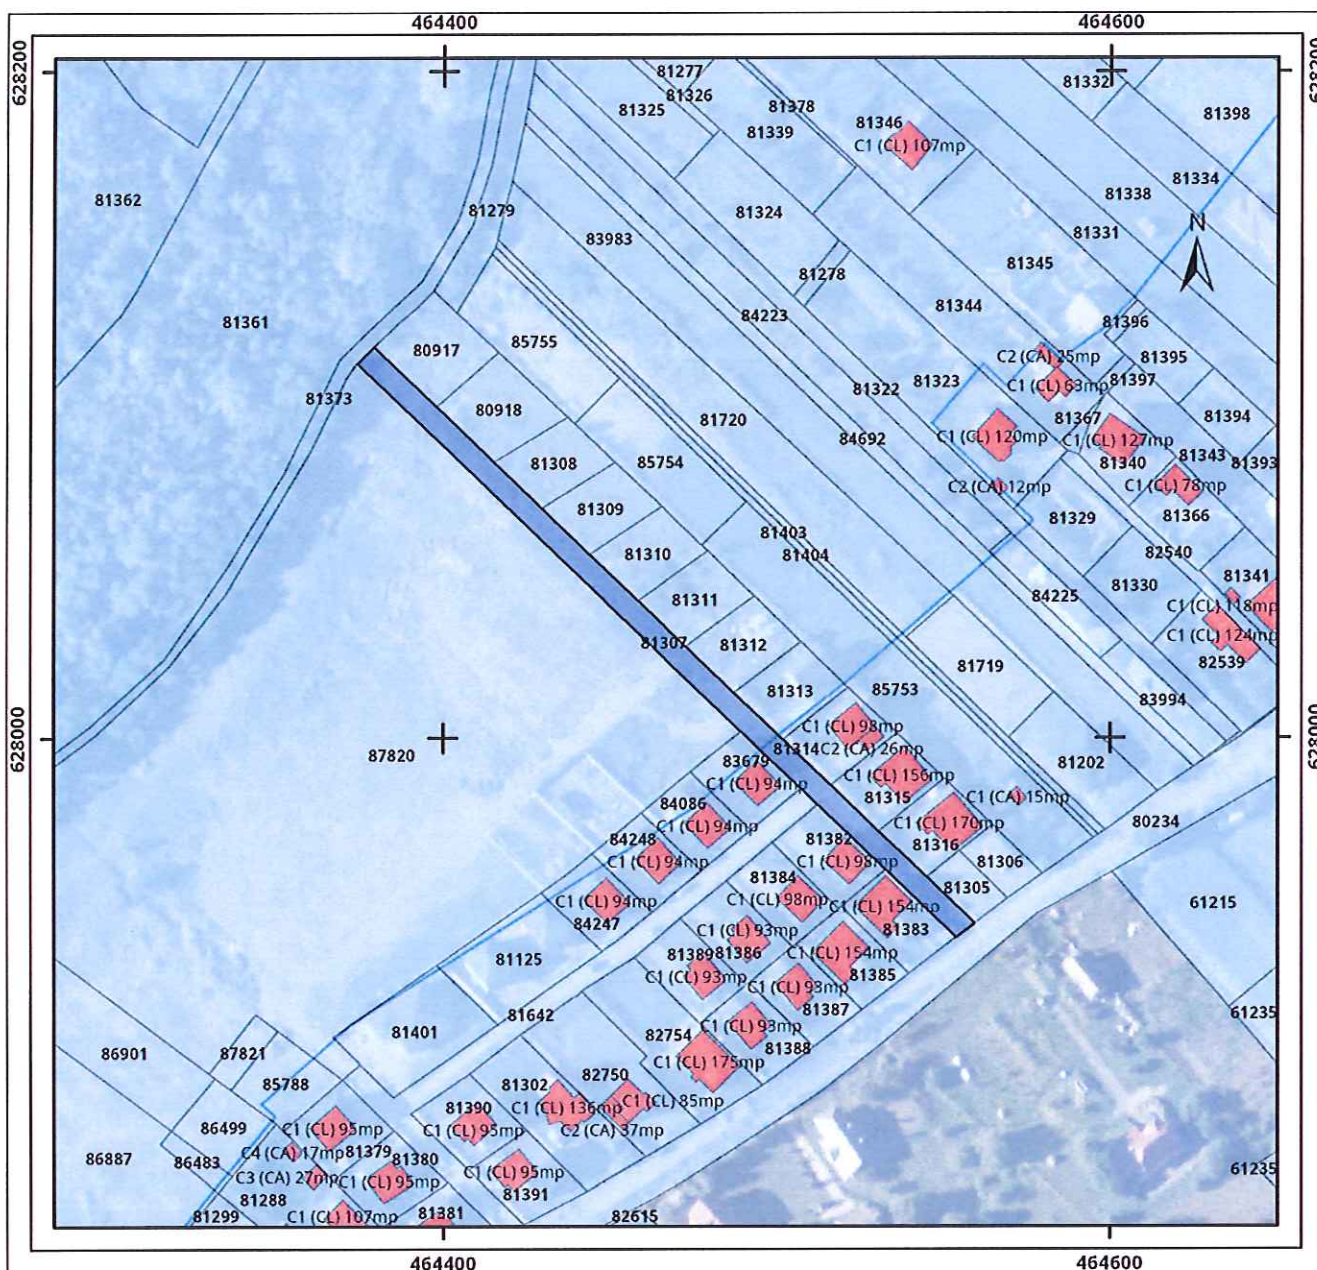 464400
464600
628200
628200
81277
81326
81325
81378
81339
81346
C1 (CL) 107mp
81332
81398
81362
81279
83983
81324
81278
81338
81334
81331
N
81345
81344
84223
81361
80917
85755
81396
C2 (CA) 25mp
81395
81397
C1 (CL) 63mp
81323
81322
81373
80918
81720
84692
81367
81394
C1 (CL) 120mp
C1 (CL) 127mp
81308
85754
81340
81343
81393
C2 (CA) 12mp
C1 (CL) 78mp
81309
81329
81366
81403
81404
81310
82540
81330
81341
81311
84225
C1 (CL) 118mp
C1 (CL) 124mp
81307
81312
82539
81719
81313
85753
83994
C1 (CL) 98mp
628000
87820
81314
C2 (CA) 26mp
628000
83679
C1 (CL) 94mp
C1 (CL) 156mp
81202
84086
81315
C1 (CA) 15mp
C1 (CL) 94mp
C1 (CL) 170mp
80234
84248
C1 (CL) 94mp
81382
81316
C1 (CL) 98mp
81306
81384
81305
C1 (CL) 94mp
C1 (CL) 98mp
C1 (CL) 154mp
61215
84247
C1 (CL) 93mp
81383
81125
81389
81386
C1 (CL) 154mp
C1 (CL) 93mp
81385
C1 (CL) 93mp
81387
81642
81401
82754
C1 (CL) 93mp
61235
81388
86901
87821
C1 (CL) 175mp
85788
81302
82750
C1 (CL) 85mp
81390
C1 (CL) 136mp
86499
C1 (CL) 95mp
C1 (CL) 95mp
C2 (CA) 37mp
86887
86483
C4 (CA) 17mp
81379
81380
C3 (CA) 27mp
C1 (CL) 95mp
C1 (CL) 95mp
61235
81288
81391
81299
C1 (CL) 107mp
81381
82615
464400
464600